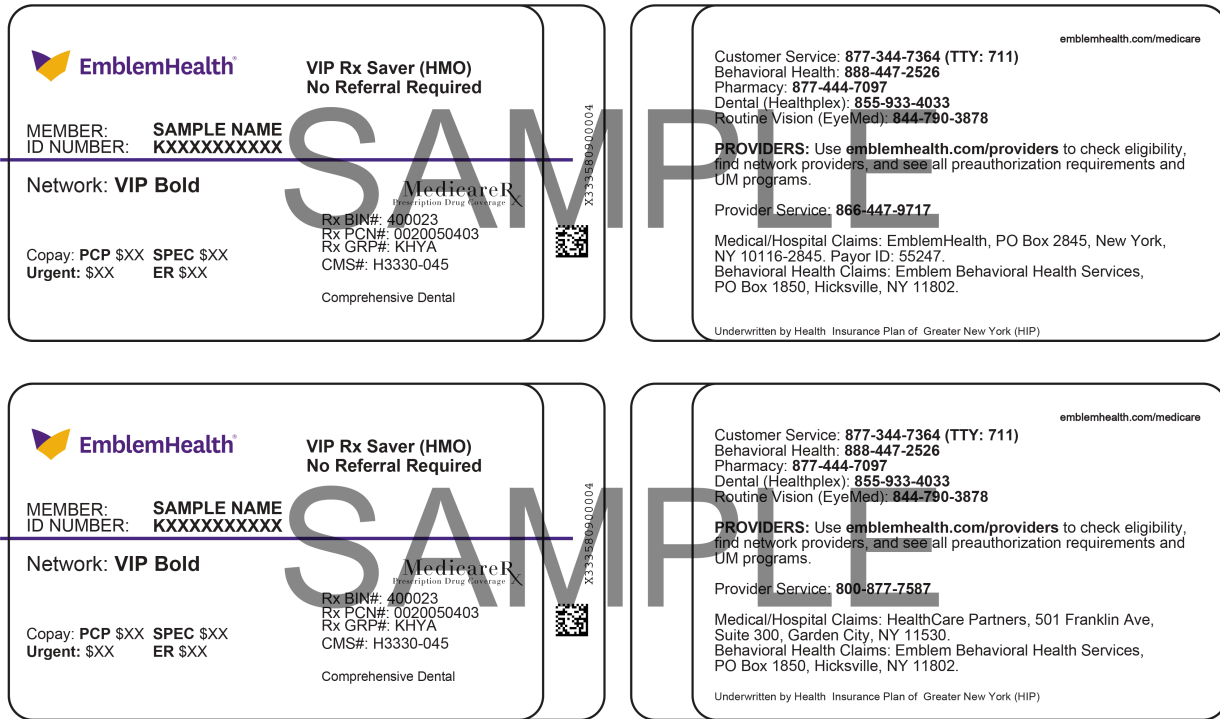 EmblemHealth®
VIP Rx Saver (HMO)
No Referral Required
MEMBER: SAMPLE NAME
ID NUMBER: KXXXXXXXXXX
Network: VIP Bold
MedicareRx
Prescription Drug Coverage
Rx BIN#: 400023
Rx PCN#: 0020050403
Rx GRP#: KHYA
CMS#: H3330-045
Copay: PCP $XX SPEC $XX
Urgent: $XX ER $XX
Comprehensive Dental
X333580900004
SAMPLE
emblemhealth.com/medicare
Customer Service: 877-344-7364 (TTY: 711)
Behavioral Health: 888-447-2526
Pharmacy: 877-444-7097
Dental (Healthplex): 855-933-4033
Routine Vision (EyeMed): 844-790-3878
PROVIDERS: Use emblemhealth.com/providers to check eligibility,
find network providers, and see all preauthorization requirements and
UM programs.
Provider Service: 866-447-9717
Medical/Hospital Claims: EmblemHealth, PO Box 2845, New York,
NY 10116-2845. Payor ID: 55247.
Behavioral Health Claims: Emblem Behavioral Health Services,
PO Box 1850, Hicksville, NY 11802.
Underwritten by Health Insurance Plan of Greater New York (HIP)
EmblemHealth®
VIP Rx Saver (HMO)
No Referral Required
MEMBER: SAMPLE NAME
ID NUMBER: KXXXXXXXXXX
Network: VIP Bold
MedicareRx
Prescription Drug Coverage
Rx BIN#: 400023
Rx PCN#: 0020050403
Rx GRP#: KHYA
CMS#: H3330-045
Copay: PCP $XX SPEC $XX
Urgent: $XX ER $XX
Comprehensive Dental
X333580900004
SAMPLE
emblemhealth.com/medicare
Customer Service: 877-344-7364 (TTY: 711)
Behavioral Health: 888-447-2526
Pharmacy: 877-444-7097
Dental (Healthplex): 855-933-4033
Routine Vision (EyeMed): 844-790-3878
PROVIDERS: Use emblemhealth.com/providers to check eligibility,
find network providers, and see all preauthorization requirements and
UM programs.
Provider Service: 800-877-7587
Medical/Hospital Claims: HealthCare Partners, 501 Franklin Ave,
Suite 300, Garden City, NY 11530.
Behavioral Health Claims: Emblem Behavioral Health Services,
PO Box 1850, Hicksville, NY 11802.
Underwritten by Health Insurance Plan of Greater New York (HIP)